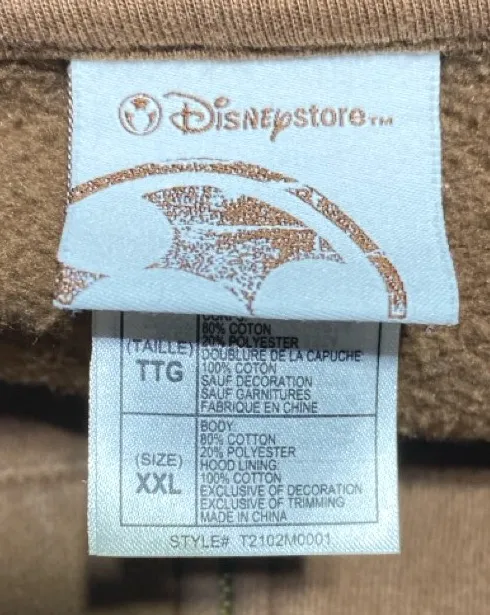 Disneystore™
80% COTON
(TAILLE) 20% POLYESTER
DOUBLURE DE LA CAPUCHE:
TTG 100% COTON
SAUF DECORATION
SAUF GARNITURES
FABRIQUE EN CHINE
BODY:
80% COTTON
20% POLYESTER
(SIZE) HOOD LINING:
XXL 100% COTTON
EXCLUSIVE OF DECORATION
EXCLUSIVE OF TRIMMING
MADE IN CHINA
STYLE# T2102M0001